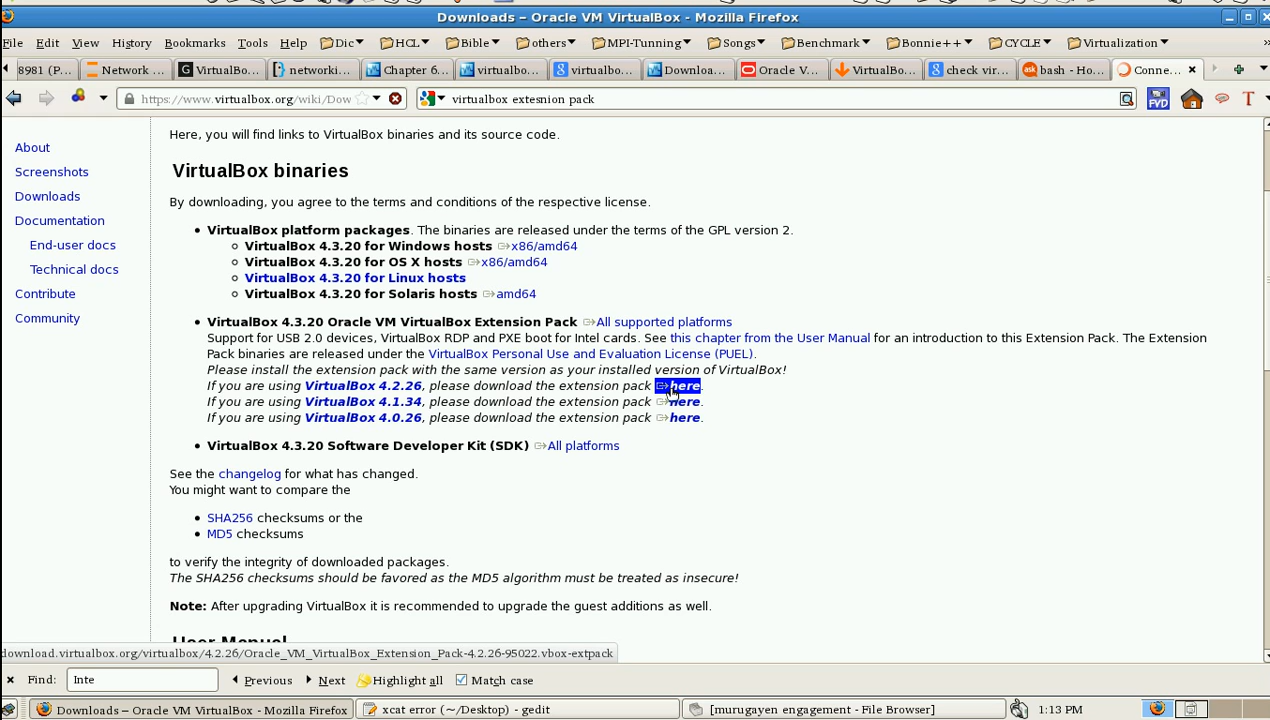 Downloads – Oracle VM VirtualBox - Mozilla Firefox
File Edit View History Bookmarks Tools Help Dic HCL Bible others MPI-Tunning Songs Benchmark Bonnie++ CYCLE Virtualization
8981 (P... Network ... VirtualBo... networki... Chapter 6... virtualbo... virtualbo... Downloa... Oracle V... VirtualBo... check vir... bash - Ho... Conne...
https://www.virtualbox.org/wiki/Dow virtualbox extesnion pack FVD T
Here, you will find links to VirtualBox binaries and its source code.
About
Screenshots
Downloads
Documentation
End-user docs
Technical docs
Contribute
Community
VirtualBox binaries
By downloading, you agree to the terms and conditions of the respective license.
VirtualBox platform packages. The binaries are released under the terms of the GPL version 2.
VirtualBox 4.3.20 for Windows hosts x86/amd64
VirtualBox 4.3.20 for OS X hosts x86/amd64
VirtualBox 4.3.20 for Linux hosts
VirtualBox 4.3.20 for Solaris hosts amd64
VirtualBox 4.3.20 Oracle VM VirtualBox Extension Pack All supported platforms
Support for USB 2.0 devices, VirtualBox RDP and PXE boot for Intel cards. See this chapter from the User Manual for an introduction to this Extension Pack. The Extension
Pack binaries are released under the VirtualBox Personal Use and Evaluation License (PUEL).
Please install the extension pack with the same version as your installed version of VirtualBox!
If you are using VirtualBox 4.2.26, please download the extension pack here.
If you are using VirtualBox 4.1.34, please download the extension pack here.
If you are using VirtualBox 4.0.26, please download the extension pack here.
VirtualBox 4.3.20 Software Developer Kit (SDK) All platforms
See the changelog for what has changed.
You might want to compare the
SHA256 checksums or the
MD5 checksums
to verify the integrity of downloaded packages.
The SHA256 checksums should be favored as the MD5 algorithm must be treated as insecure!
Note: After upgrading VirtualBox it is recommended to upgrade the guest additions as well.
User Manual
download.virtualbox.org/virtualbox/4.2.26/Oracle_VM_VirtualBox_Extension_Pack-4.2.26-95022.vbox-extpack
Find: Inte Previous Next Highlight all Match case
Downloads – Oracle VM VirtualBox - Mozilla Firefox xcat error (~/Desktop) - gedit [murugayen engagement - File Browser] 1:13 PM